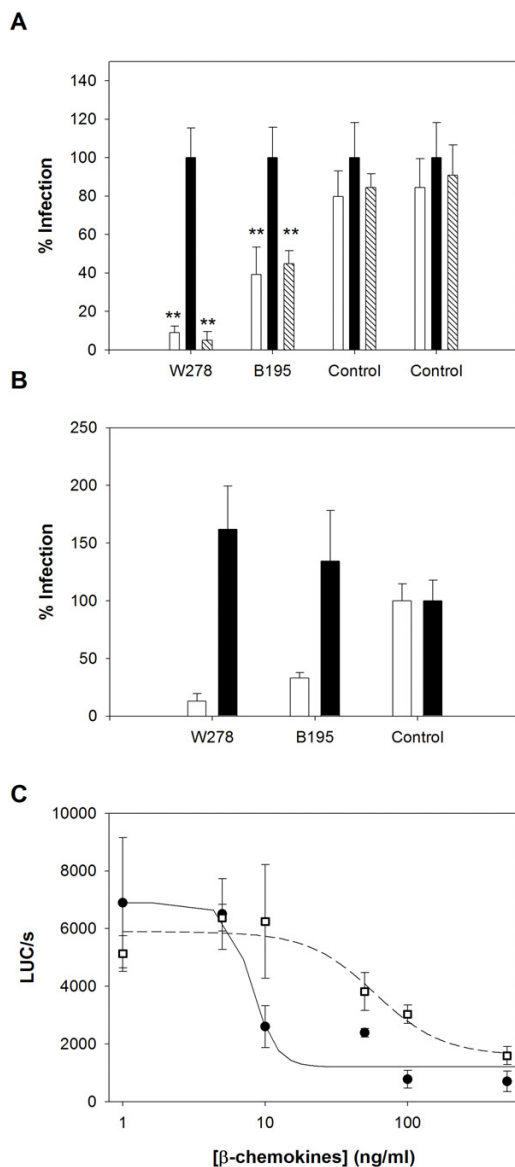 A
140
120
100
80
60
40
20
0
% Infection
** ** ** **
W278 B195 Control Control
B
250
200
150
100
50
0
% Infection
W278 B195 Control
C
10000
8000
6000
4000
2000
0
LUC/s
1 10 100
[β-chemokines] (ng/ml)